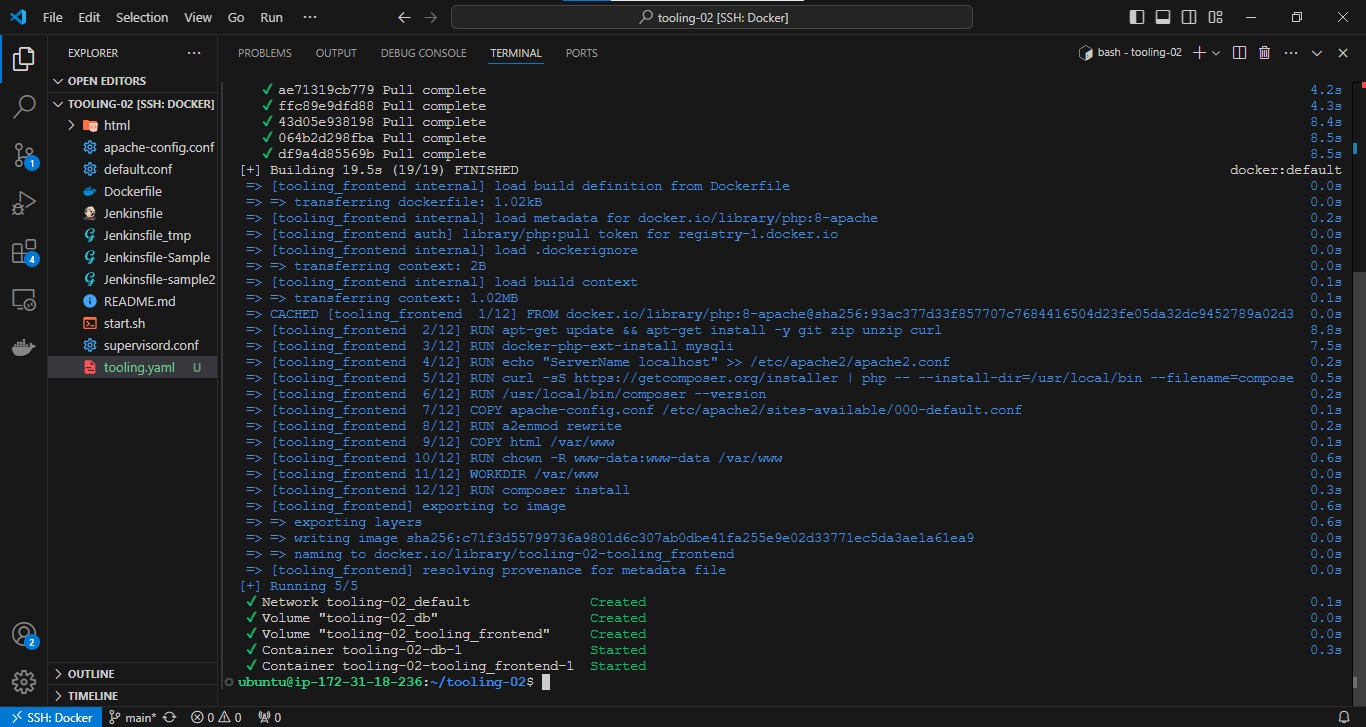 File Edit Selection View Go Run ··· tooling-02 [SSH: Docker]
EXPLORER ···
OPEN EDITORS
TOOLING-02 [SSH: DOCKER]
html
apache-config.conf
default.conf
Dockerfile
Jenkinsfile
Jenkinsfile_tmp
Jenkinsfile-Sample
Jenkinsfile-sample2
README.md
start.sh
supervisord.conf
tooling.yaml U
OUTLINE
TIMELINE
1
4
2
PROBLEMS OUTPUT DEBUG CONSOLE TERMINAL PORTS bash - tooling-02
✓ ae71319cb779 Pull complete 4.2s
✓ ffc89e9dfd88 Pull complete 4.3s
✓ 43d05e938198 Pull complete 8.4s
✓ 064b2d298fba Pull complete 8.5s
✓ df9a4d85569b Pull complete 8.5s
[+] Building 19.5s (19/19) FINISHED docker:default
=> [tooling_frontend internal] load build definition from Dockerfile 0.0s
=> => transferring dockerfile: 1.02kB 0.0s
=> [tooling_frontend internal] load metadata for docker.io/library/php:8-apache 0.2s
=> [tooling_frontend auth] library/php:pull token for registry-1.docker.io 0.0s
=> [tooling_frontend internal] load .dockerignore 0.0s
=> => transferring context: 2B 0.0s
=> [tooling_frontend internal] load build context 0.1s
=> => transferring context: 1.02MB 0.1s
=> CACHED [tooling_frontend 1/12] FROM docker.io/library/php:8-apache@sha256:93ac377d33f857707c7684416504d23fe05da32dc9452789a02d3 0.0s
=> [tooling_frontend 2/12] RUN apt-get update && apt-get install -y git zip unzip curl 8.8s
=> [tooling_frontend 3/12] RUN docker-php-ext-install mysqli 7.5s
=> [tooling_frontend 4/12] RUN echo "ServerName localhost" >> /etc/apache2/apache2.conf 0.2s
=> [tooling_frontend 5/12] RUN curl -sS https://getcomposer.org/installer | php -- --install-dir=/usr/local/bin --filename=compose 0.5s
=> [tooling_frontend 6/12] RUN /usr/local/bin/composer --version 0.2s
=> [tooling_frontend 7/12] COPY apache-config.conf /etc/apache2/sites-available/000-default.conf 0.1s
=> [tooling_frontend 8/12] RUN a2enmod rewrite 0.2s
=> [tooling_frontend 9/12] COPY html /var/www 0.1s
=> [tooling_frontend 10/12] RUN chown -R www-data:www-data /var/www 0.6s
=> [tooling_frontend 11/12] WORKDIR /var/www 0.0s
=> [tooling_frontend 12/12] RUN composer install 0.3s
=> [tooling_frontend] exporting to image 0.6s
=> => exporting layers 0.6s
=> => writing image sha256:c71f3d55799736a9801d6c307ab0dbe41fa255e9e02d33771ec5da3ae1a61ea9 0.0s
=> => naming to docker.io/library/tooling-02-tooling_frontend 0.0s
=> [tooling_frontend] resolving provenance for metadata file 0.0s
[+] Running 5/5
✓ Network tooling-02_default Created 0.1s
✓ Volume "tooling-02_db" Created 0.0s
✓ Volume "tooling-02_tooling_frontend" Created 0.0s
✓ Container tooling-02-db-1 Started 0.3s
✓ Container tooling-02-tooling_frontend-1 Started
ubuntu@ip-172-31-18-236:~/tooling-02$
SSH: Docker main* 0 0 0